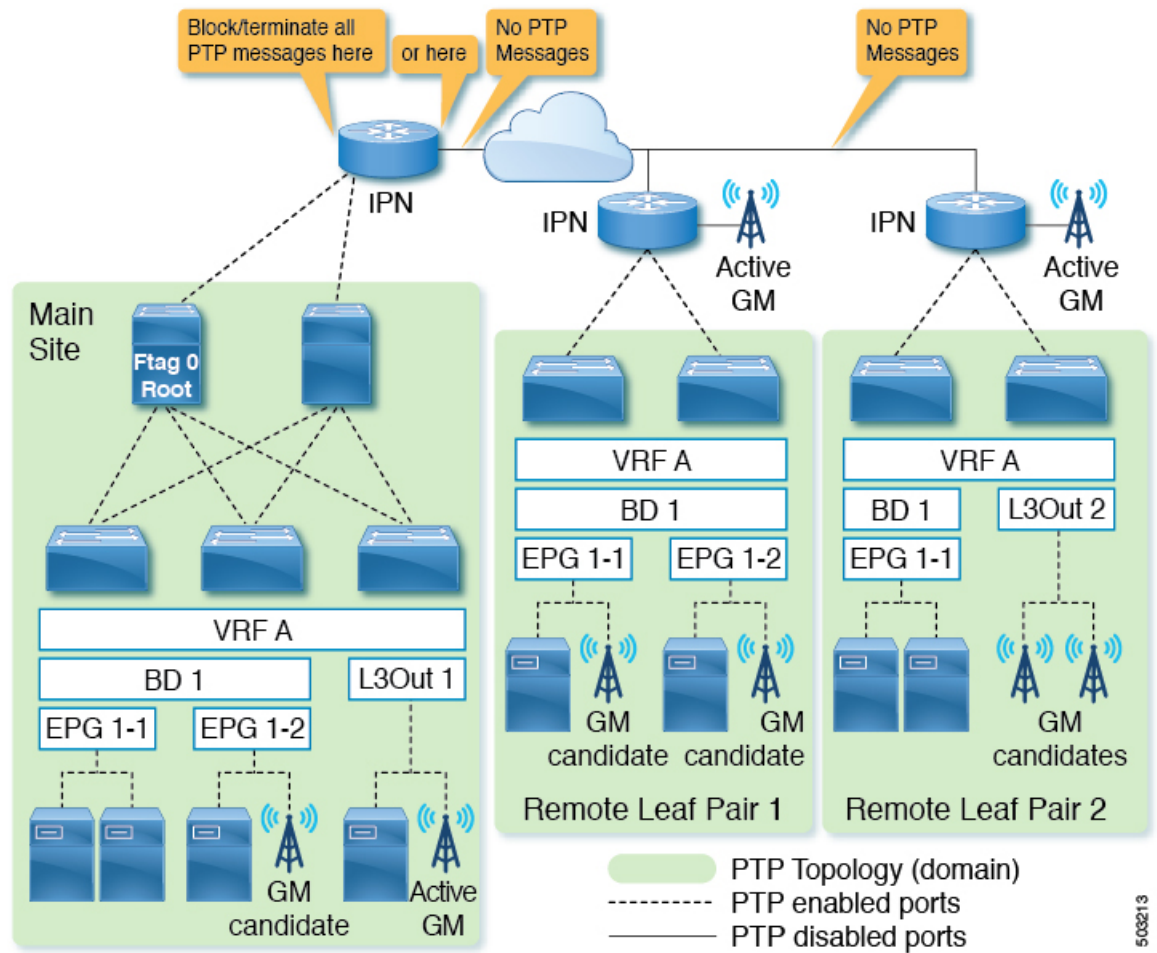 Block/terminate all
PTP messages here
or here
No PTP
Messages
No PTP
Messages
IPN
IPN
Active
GM
IPN
Active
GM
Main
Site
Ftag 0
Root
VRF A
BD 1
L3Out 1
EPG 1-1
EPG 1-2
GM
candidate
Active
GM
VRF A
BD 1
EPG 1-1
EPG 1-2
GM
candidate
GM
candidate
Remote Leaf Pair 1
VRF A
BD 1
L3Out 2
EPG 1-1
GM
candidates
Remote Leaf Pair 2
PTP Topology (domain)
PTP enabled ports
PTP disabled ports
503213